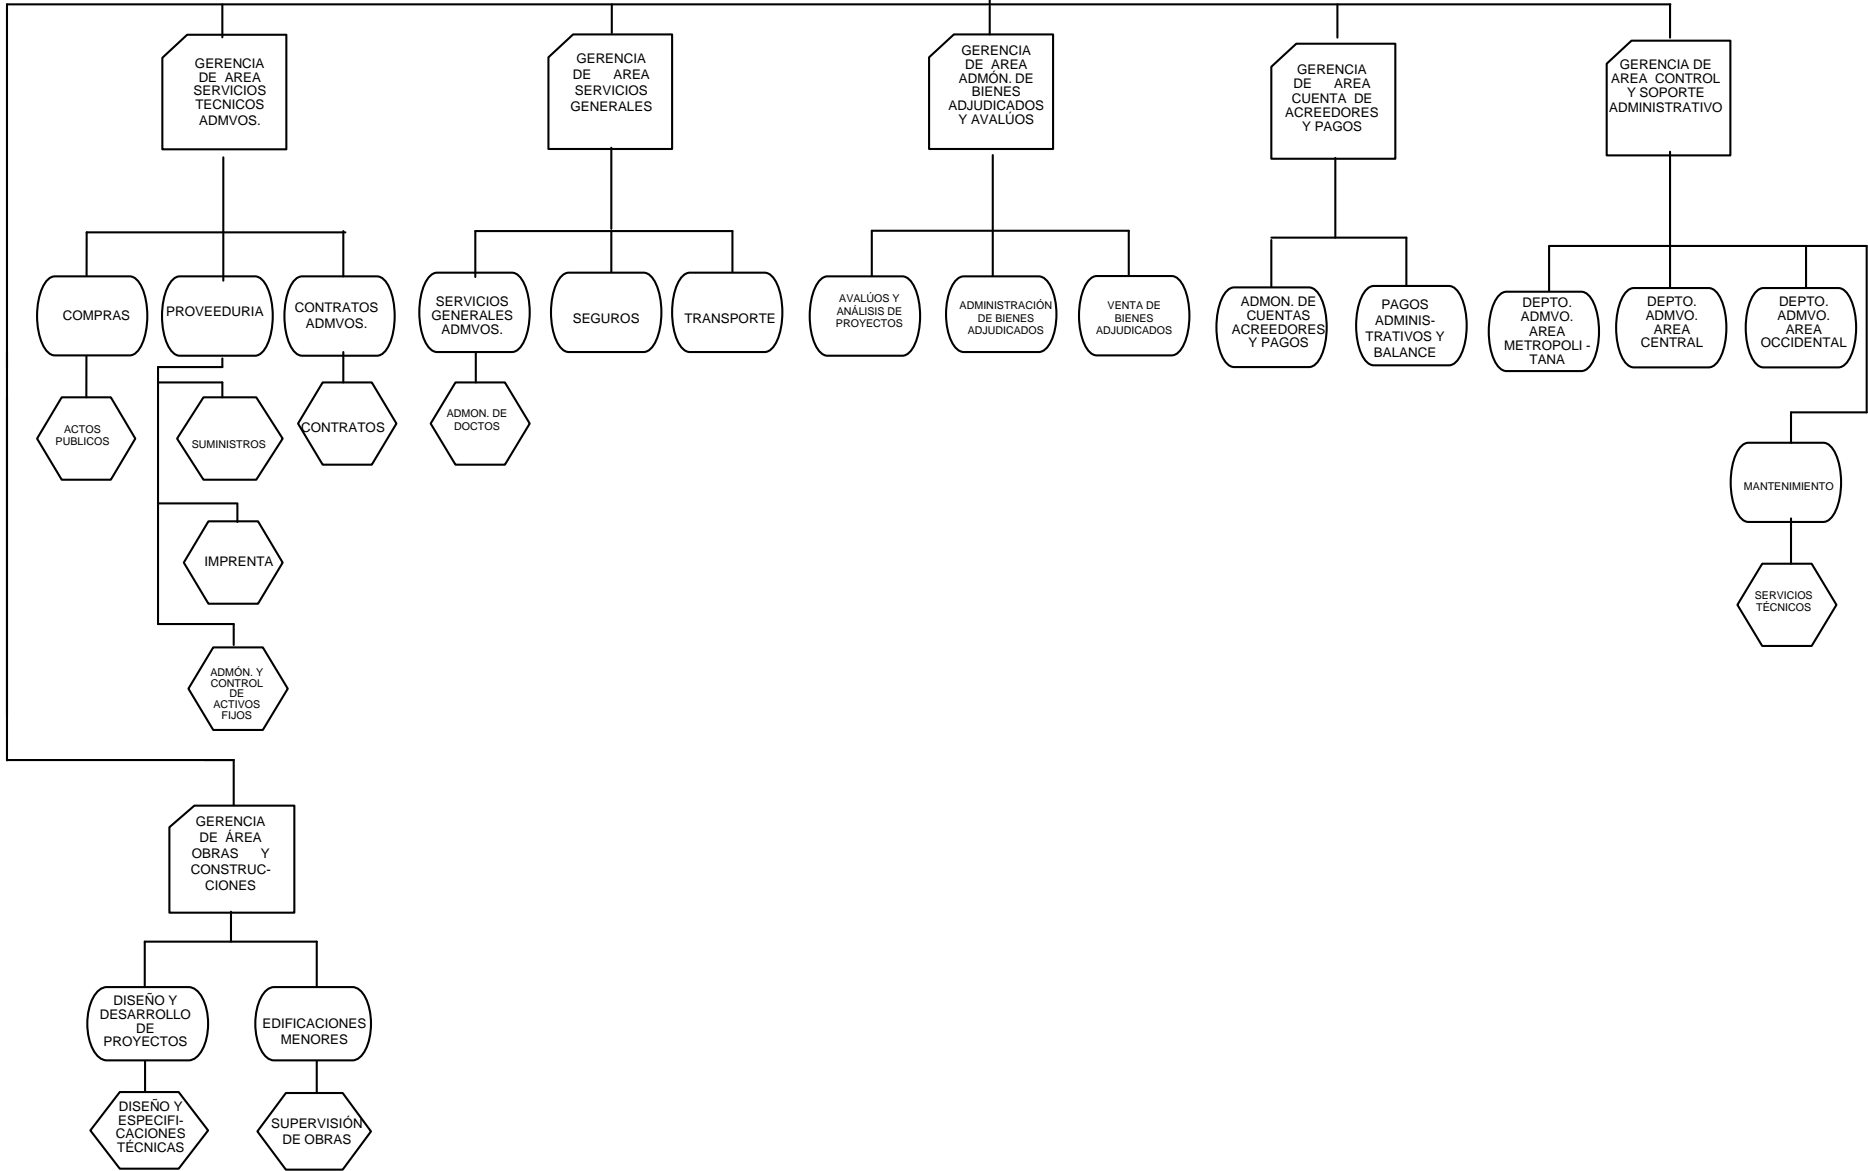 GERENCIA
DE AREA
SERVICIOS
TECNICOS
ADMVOS.
GERENCIA
DE AREA
SERVICIOS
GENERALES
GERENCIA
DE AREA
ADMÓN. DE
BIENES
ADJUDICADOS
Y AVALÚOS
GERENCIA
DE AREA
CUENTA DE
ACREEDORES
Y PAGOS
GERENCIA DE
AREA CONTROL
Y SOPORTE
ADMINISTRATIVO
COMPRAS
PROVEEDURIA
CONTRATOS
ADMVOS.
SERVICIOS
GENERALES
ADMVOS.
SEGUROS
TRANSPORTE
AVALÚOS Y
ANÁLISIS DE
PROYECTOS
ADMINISTRACIÓN
DE BIENES
ADJUDICADOS
VENTA DE
BIENES
ADJUDICADOS
ADMON. DE
CUENTAS
ACREEDORES
Y PAGOS
PAGOS
ADMINIS-
TRATIVOS Y
BALANCE
DEPTO.
ADMVO.
AREA
METROPOLI -
TANA
DEPTO.
ADMVO.
AREA
CENTRAL
DEPTO.
ADMVO.
AREA
OCCIDENTAL
ACTOS
PUBLICOS
SUMINISTROS
CONTRATOS
ADMON. DE
DOCTOS
MANTENIMIENTO
IMPRENTA
SERVICIOS
TÉCNICOS
ADMÓN. Y
CONTROL
DE
ACTIVOS
FIJOS
GERENCIA
DE ÁREA
OBRAS Y
CONSTRUC-
CIONES
DISEÑO Y
DESARROLLO
DE
PROYECTOS
EDIFICACIONES
MENORES
DISEÑO Y
ESPECIFI-
CACIONES
TÉCNICAS
SUPERVISIÓN
DE OBRAS